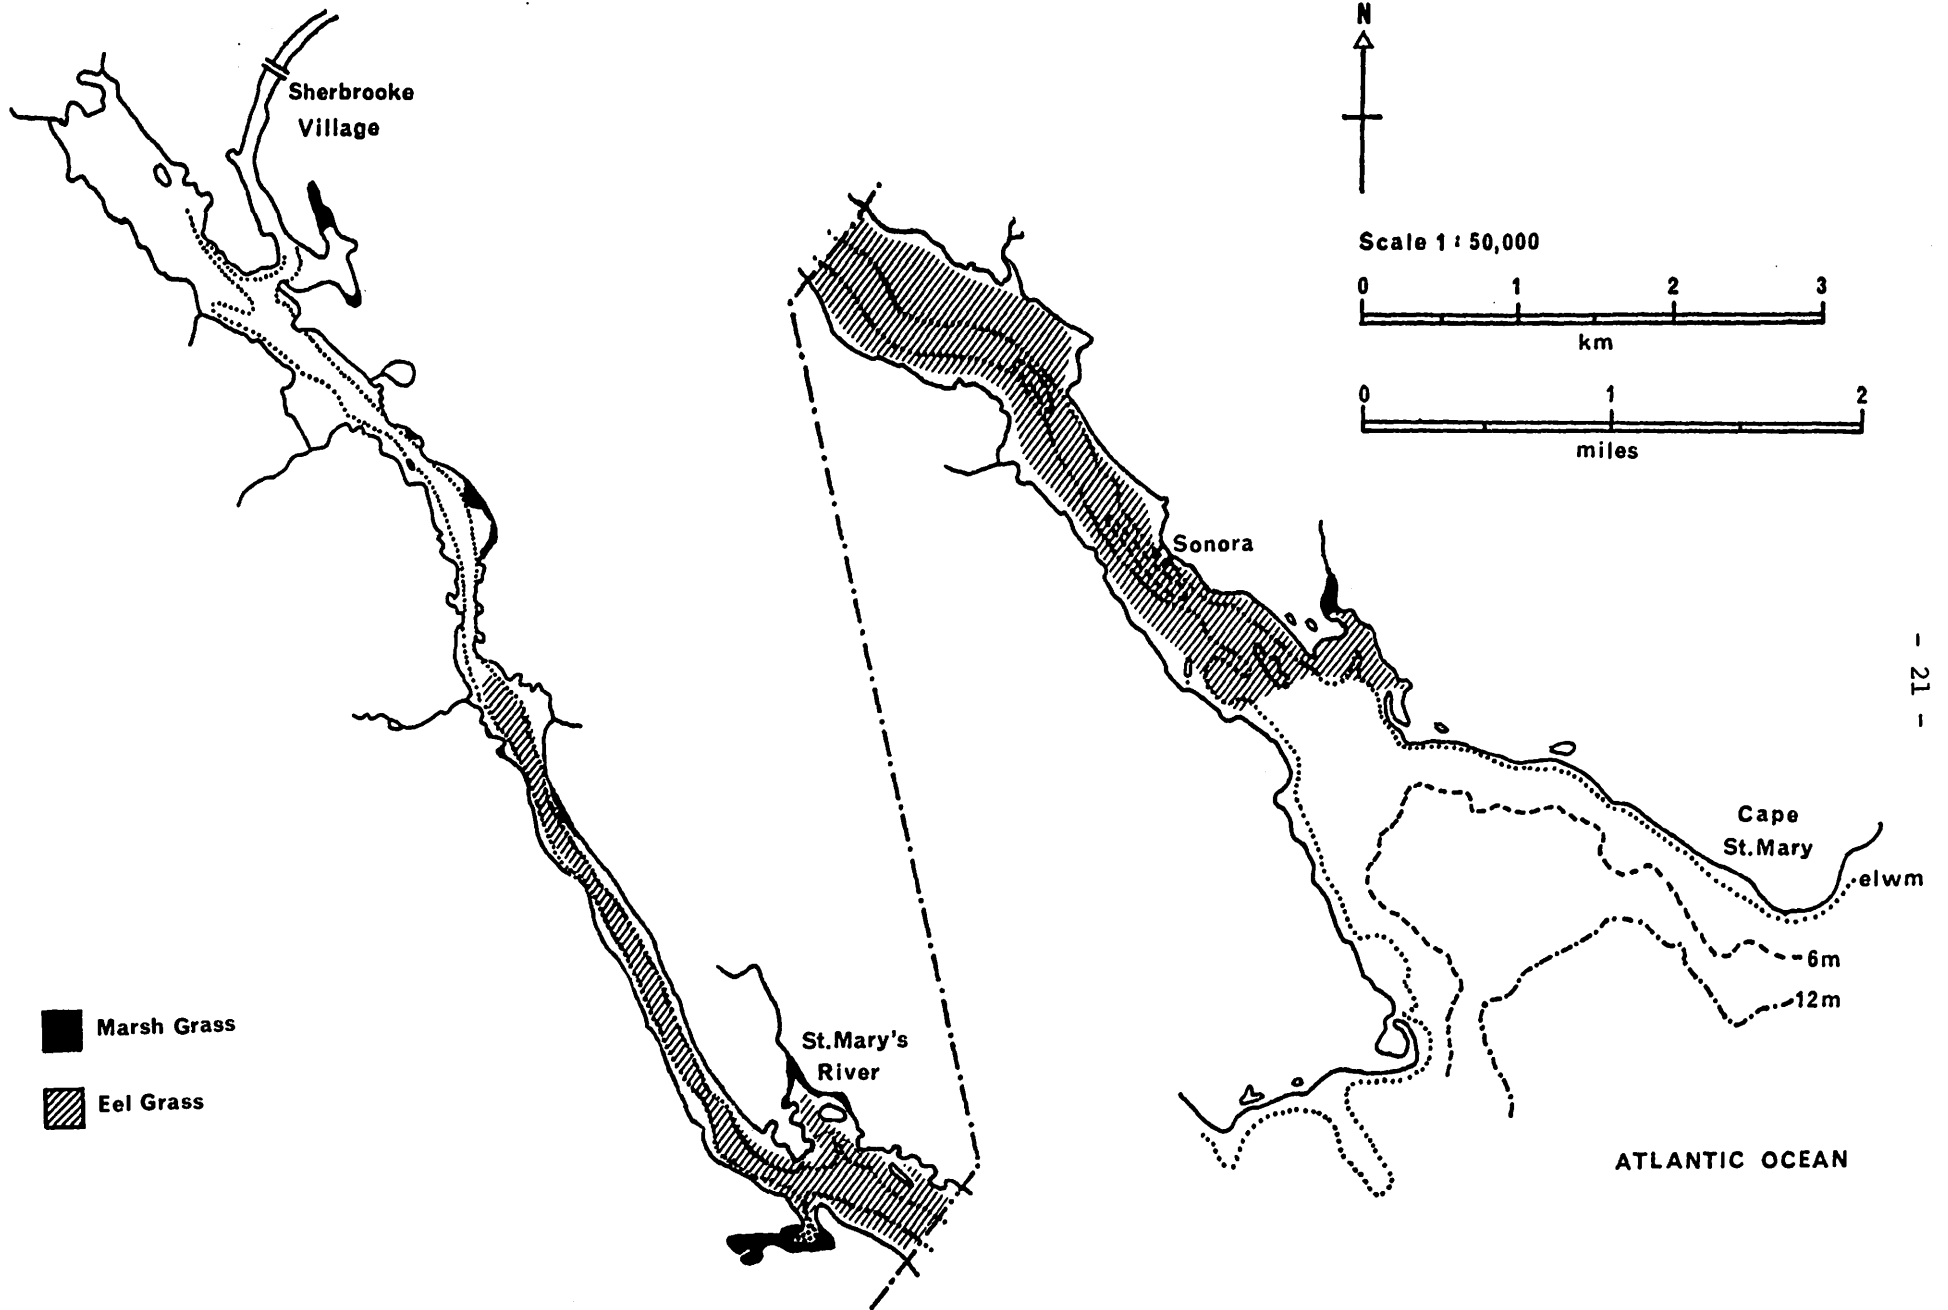 N
Sherbrooke
Village
Scale 1 : 50,000
0 1 2 3
km
0 1 2
miles
Sonora
- 21 -
Cape
St.Mary
elwm
6m
12m
Marsh Grass
St.Mary's
River
Eel Grass
ATLANTIC OCEAN